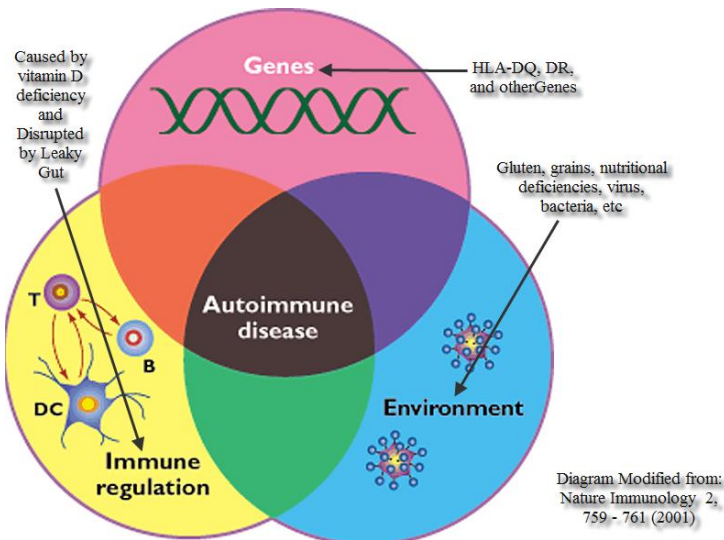 Caused by
vitamin D
deficiency
and
Disrupted
by Leaky
Gut
Genes
HLA-DQ, DR,
and otherGenes
Gluten, grains, nutritional
deficiencies, virus,
bacteria, etc
T
B
DC
Autoimmune
disease
Immune
regulation
Environment
Diagram Modified from:
Nature Immunology 2,
759 - 761 (2001)